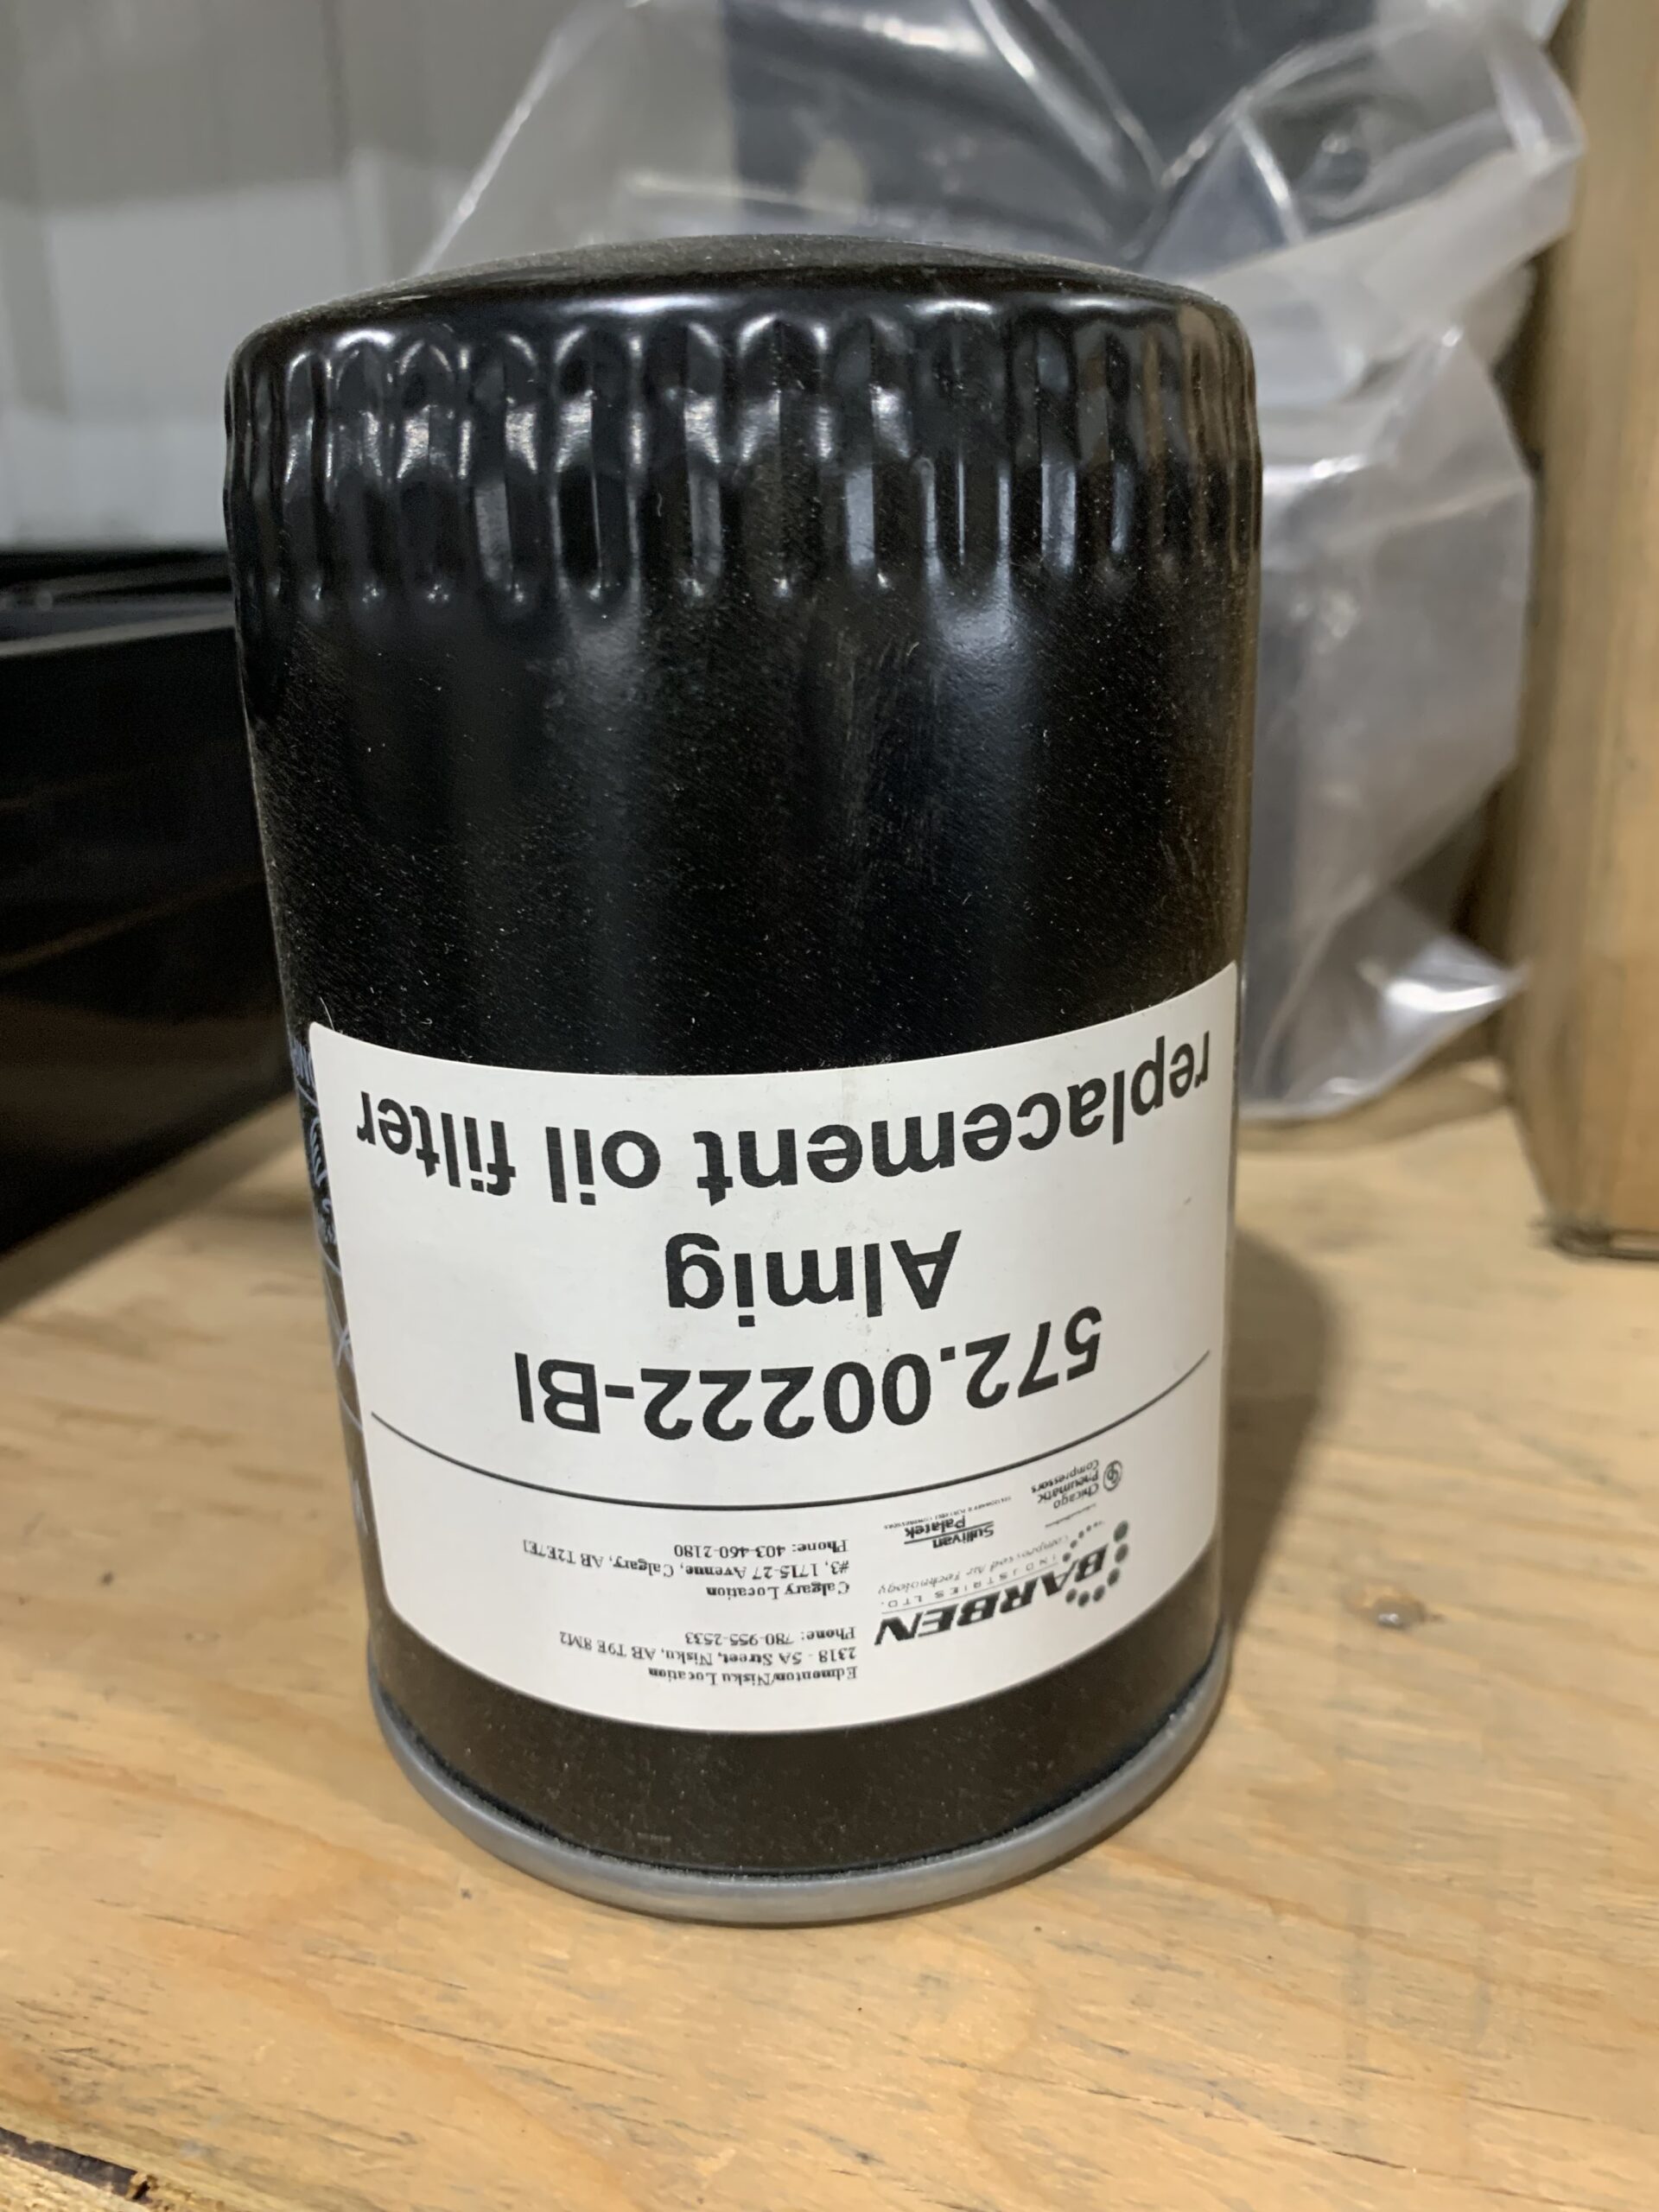 Edmonton/Nisku Location
2318 - 5A Street, Nisku, AB T9E 8M2
Phone: 780-955-2533
BARBEN
INDUSTRIES LTD.
Compressed Air Technology
Calgary Location
#3, 1715-27 Avenue, Calgary, AB T2E7E1
Phone: 403-460-2180
Sullivan
Palatek
Chicago
Pneumatic
Compressors
572.00222-BI
Almig
replacement oil filter